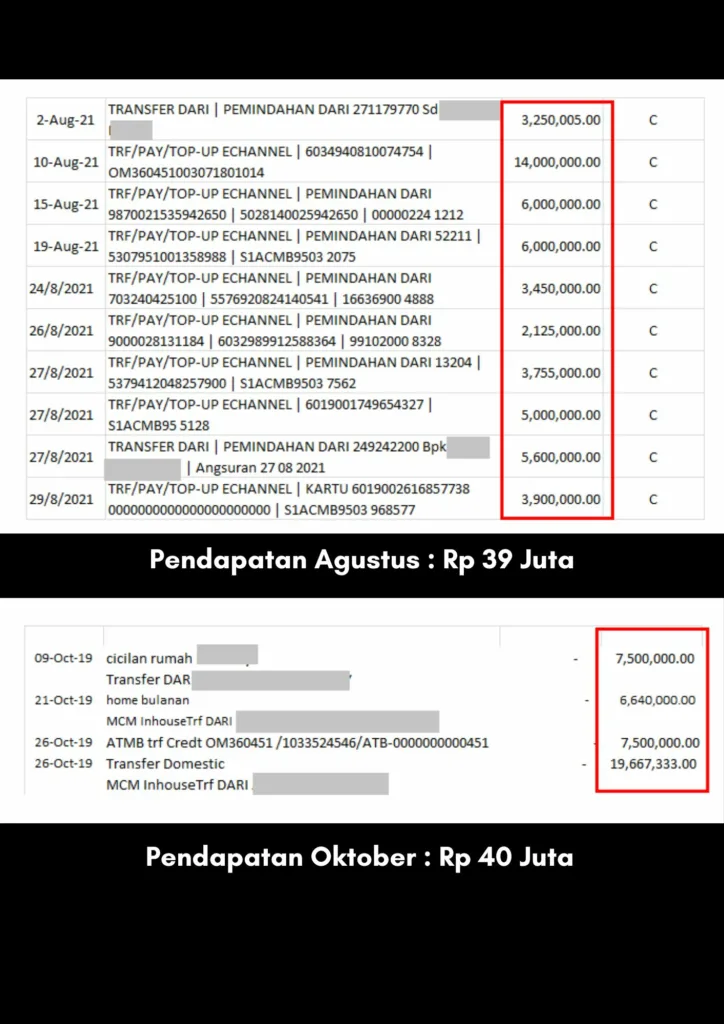 2-Aug-21 TRANSFER DARI | PEMINDAHAN DARI 271179770 Sd 3,250,005.00 C
10-Aug-21 TRF/PAY/TOP-UP ECHANNEL | 6034940810074754 | 14,000,000.00 C
OM360451003071801014
15-Aug-21 TRF/PAY/TOP-UP ECHANNEL | PEMINDAHAN DARI 6,000,000.00 C
9870021535942650 | 5028140025942650 | 00000224 1212
19-Aug-21 TRF/PAY/TOP-UP ECHANNEL | PEMINDAHAN DARI 52211 | 6,000,000.00 C
5307951001358988 | S1ACMB9503 2075
24/8/2021 TRF/PAY/TOP-UP ECHANNEL | PEMINDAHAN DARI 3,450,000.00 C
703240425100 | 5576920824140541 | 16636900 4888
26/8/2021 TRF/PAY/TOP-UP ECHANNEL | PEMINDAHAN DARI 2,125,000.00 C
9000028131184 | 6032989912588364 | 99102000 8328
27/8/2021 TRF/PAY/TOP-UP ECHANNEL | PEMINDAHAN DARI 13204 | 3,755,000.00 C
5379412048257900 | S1ACMB9503 7562
27/8/2021 TRF/PAY/TOP-UP ECHANNEL | 6019001749654327 | 5,000,000.00 C
S1ACMB95 5128
27/8/2021 TRANSFER DARI | PEMINDAHAN DARI 249242200 Bpk 5,600,000.00 C
| Angsuran 27 08 2021
29/8/2021 TRF/PAY/TOP-UP ECHANNEL | KARTU 6019002616857738 3,900,000.00 C
0000000000000000000000 | S1ACMB9503 968577
Pendapatan Agustus : Rp 39 Juta
09-Oct-19 cicilan rumah - 7,500,000.00
Transfer DAR
21-Oct-19 home bulanan - 6,640,000.00
MCM InhouseTrf DARI
26-Oct-19 ATMB trf Credt OM360451 /1033524546/ATB-0000000000451 - 7,500,000.00
26-Oct-19 Transfer Domestic - 19,667,333.00
MCM InhouseTrf DARI
Pendapatan Oktober : Rp 40 Juta